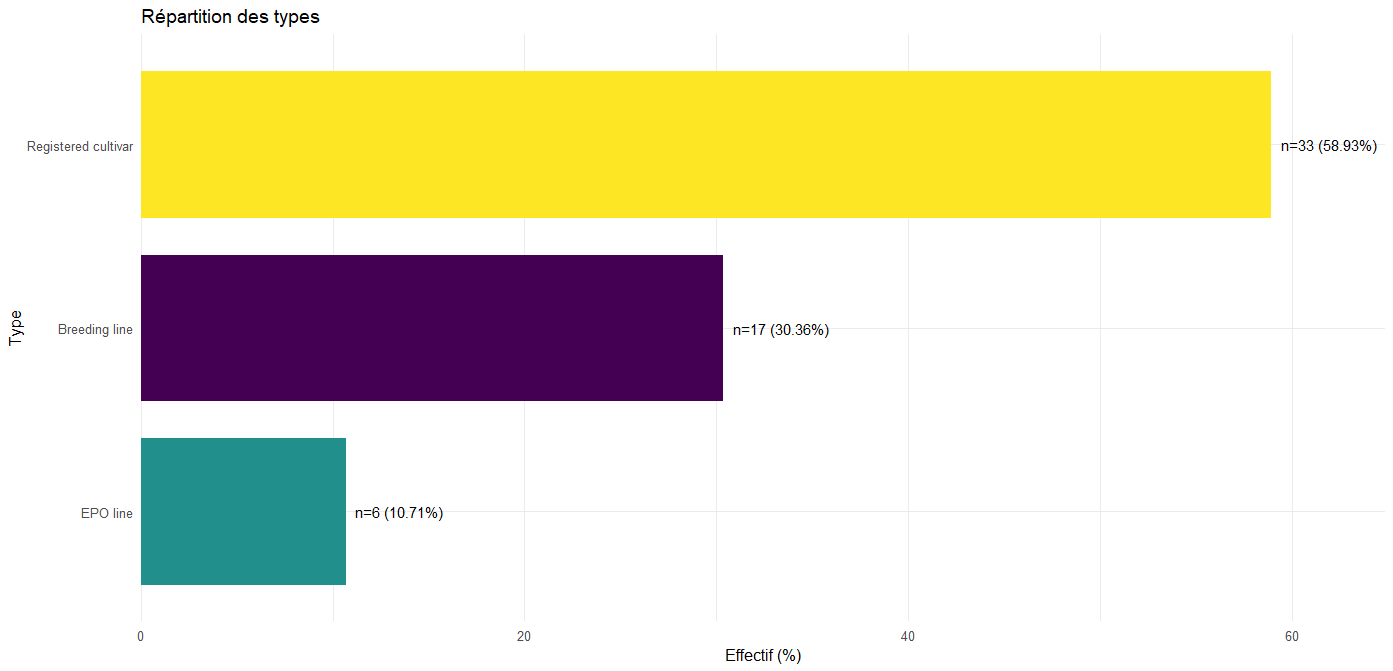 Répartition des types
Registered cultivar
n=33 (58.93%)
Type
Breeding line
n=17 (30.36%)
EPO line
n=6 (10.71%)
0
20
40
60
Effectif (%)